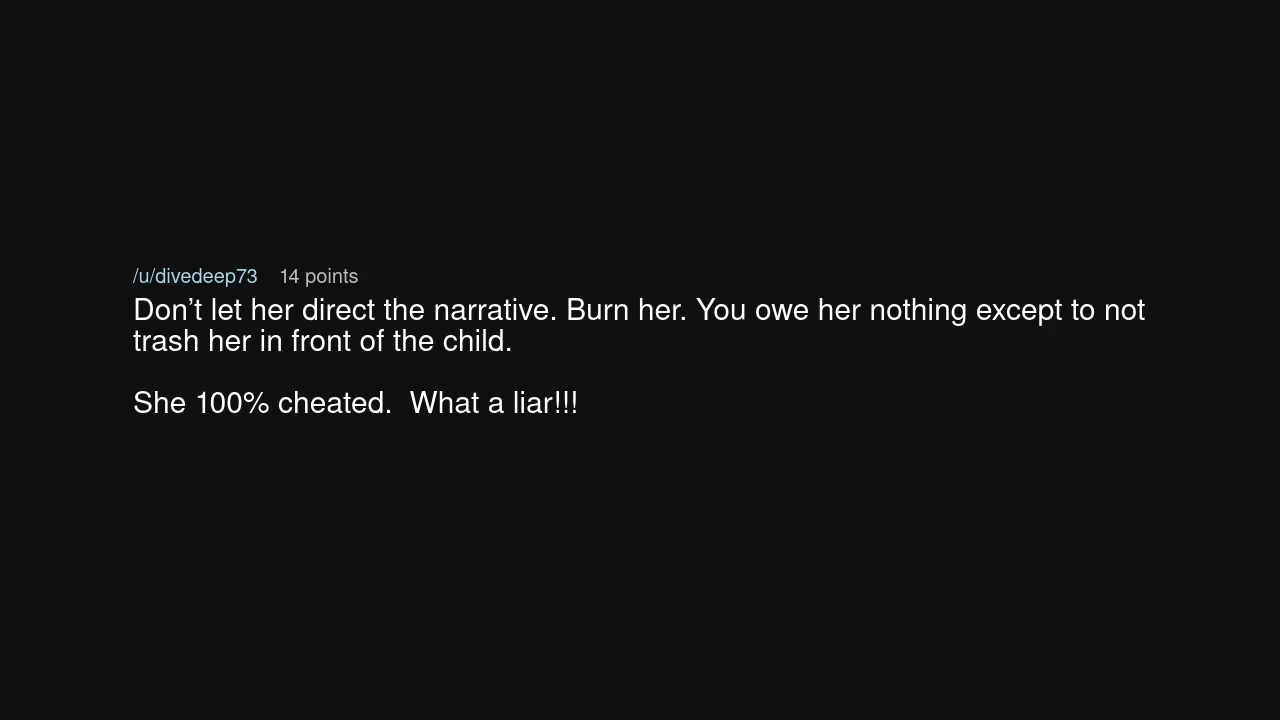 /u/divedeep73 14 points
Don’t let her direct the narrative. Burn her. You owe her nothing except to not
trash her in front of the child.
She 100% cheated.  What a liar!!!